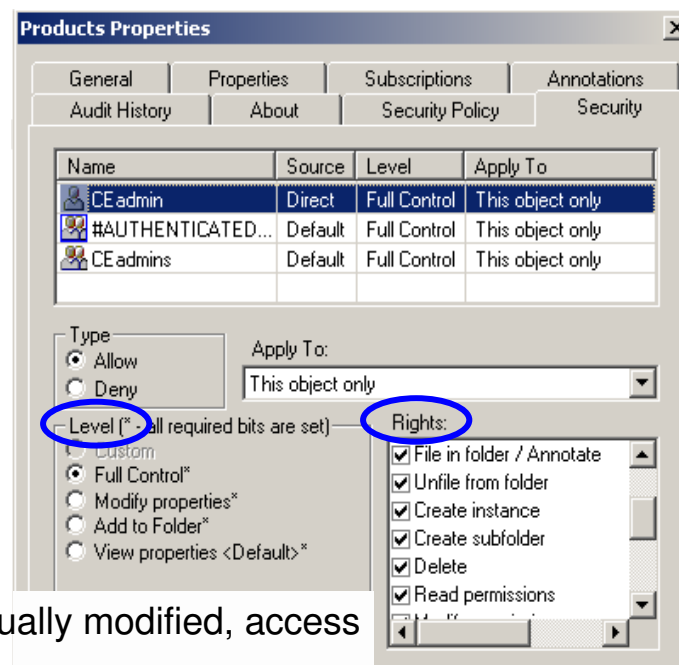 Products Properties
General Properties Subscriptions Annotations
Audit History About Security Policy Security
Name Source Level Apply To
CEadmin Direct Full Control This object only
#AUTHENTICATED... Default Full Control This object only
CEadmins Default Full Control This object only
Type
Allow
Deny
Apply To:
This object only
Level (* - all required bits are set)
Custom
Full Control*
Modify properties*
Add to Folder*
View properties <Default>*
Rights:
File in folder / Annotate
Unfile from folder
Create instance
Create subfolder
Delete
Read permissions
modified, access